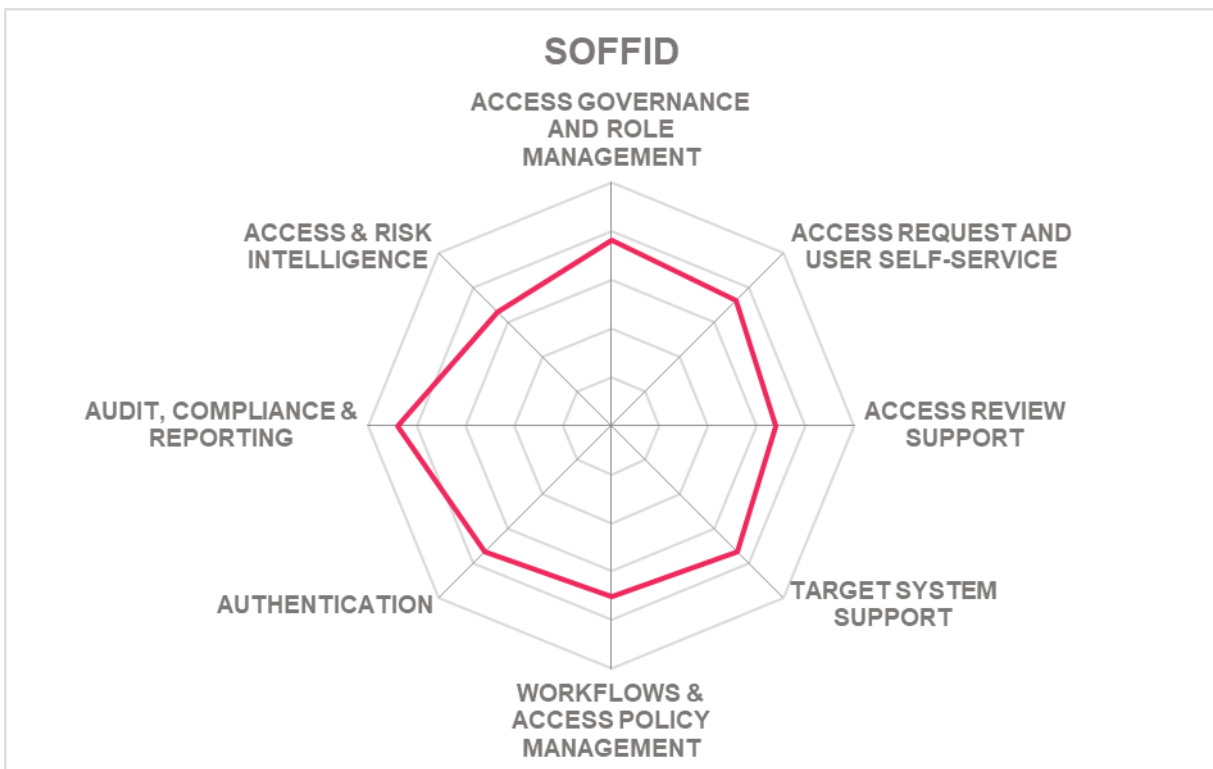 SOFFID
ACCESS GOVERNANCE
AND ROLE
MANAGEMENT
ACCESS REQUEST AND
USER SELF-SERVICE
ACCESS REVIEW
SUPPORT
TARGET SYSTEM
SUPPORT
WORKFLOWS &
ACCESS POLICY
MANAGEMENT
AUTHENTICATION
AUDIT, COMPLIANCE &
REPORTING
ACCESS & RISK
INTELLIGENCE